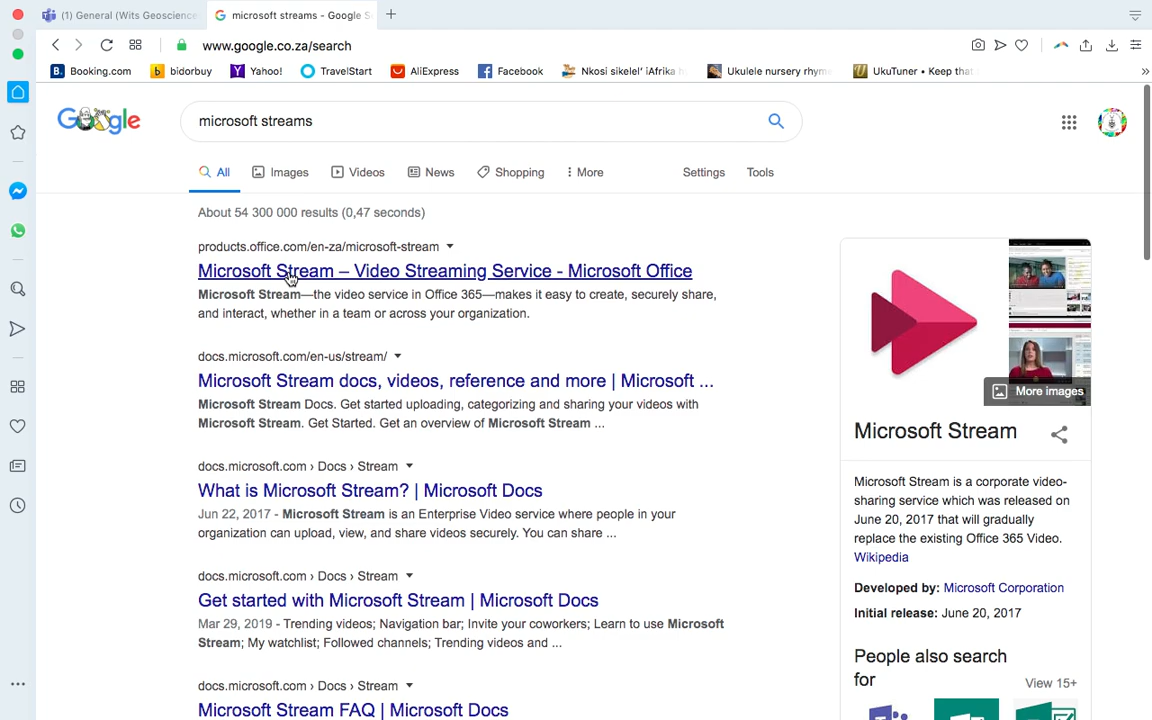 (1) General (Wits Geoscience
microsoft streams - Google S
www.google.co.za/search
Booking.com
bidorbuy
Yahoo!
TravelStart
AliExpress
Facebook
Nkosi sikelel' iAfrika
Ukulele nursery rhym
UkuTuner • Keep tha
Google
microsoft streams
All
Images
Videos
News
Shopping
More
Settings
Tools
About 54 300 000 results (0,47 seconds)
products.office.com/en-za/microsoft-stream
Microsoft Stream – Video Streaming Service - Microsoft Office
Microsoft Stream—the video service in Office 365—makes it easy to create, securely share,
and interact, whether in a team or across your organization.
docs.microsoft.com/en-us/stream/
Microsoft Stream docs, videos, reference and more | Microsoft ...
Microsoft Stream Docs. Get started uploading, categorizing and sharing your videos with
Microsoft Stream. Get Started. Get an overview of Microsoft Stream ...
docs.microsoft.com › Docs › Stream
What is Microsoft Stream? | Microsoft Docs
Jun 22, 2017 - Microsoft Stream is an Enterprise Video service where people in your
organization can upload, view, and share videos securely. You can share ...
docs.microsoft.com › Docs › Stream
Get started with Microsoft Stream | Microsoft Docs
Mar 29, 2019 - Trending videos; Navigation bar; Invite your coworkers; Learn to use Microsoft
Stream; My watchlist; Followed channels; Trending videos and ...
docs.microsoft.com › Docs › Stream
Microsoft Stream FAQ | Microsoft Docs
More images
Microsoft Stream
Microsoft Stream is a corporate video-
sharing service which was released on
June 20, 2017 that will gradually
replace the existing Office 365 Video.
Wikipedia
Developed by: Microsoft Corporation
Initial release: June 20, 2017
People also search
for
View 15+